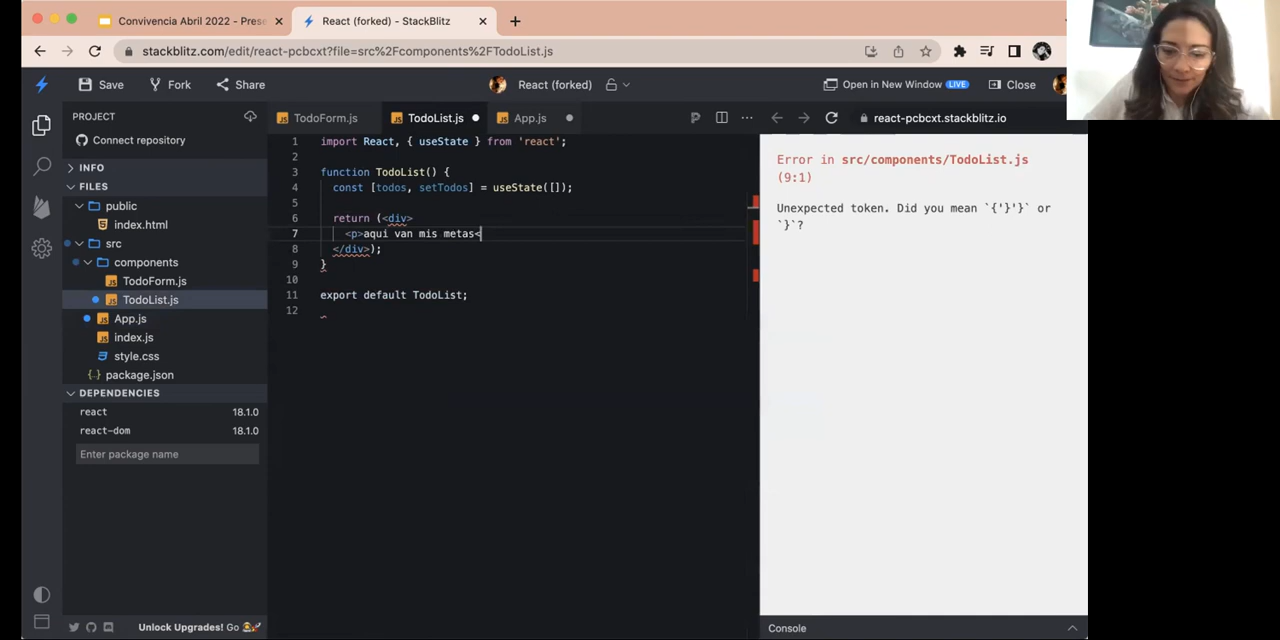 Convivencia Abril 2022 - Prese
React (forked) - StackBlitz
stackblitz.com/edit/react-pcbcxt?file=src%2Fcomponents%2FTodoList.js
Save
Fork
Share
React (forked)
Open in New Window LIVE
Close
PROJECT
Connect repository
INFO
FILES
public
index.html
src
components
TodoForm.js
TodoList.js
App.js
index.js
style.css
package.json
DEPENDENCIES
react 18.1.0
react-dom 18.1.0
Enter package name
Unlock Upgrades! Go
TodoForm.js
TodoList.js
App.js
1 import React, { useState } from 'react';
2
3 function TodoList() {
4 const [todos, setTodos] = useState([]);
5
6 return (<div>
7 <p>aqui van mis metas<
8 </div>);
9 }
10
11 export default TodoList;
12
react-pcbcxt.stackblitz.io
Error in src/components/TodoList.js
(9:1)
Unexpected token. Did you mean `{'}'}` or
`&rbrace;`?
Console